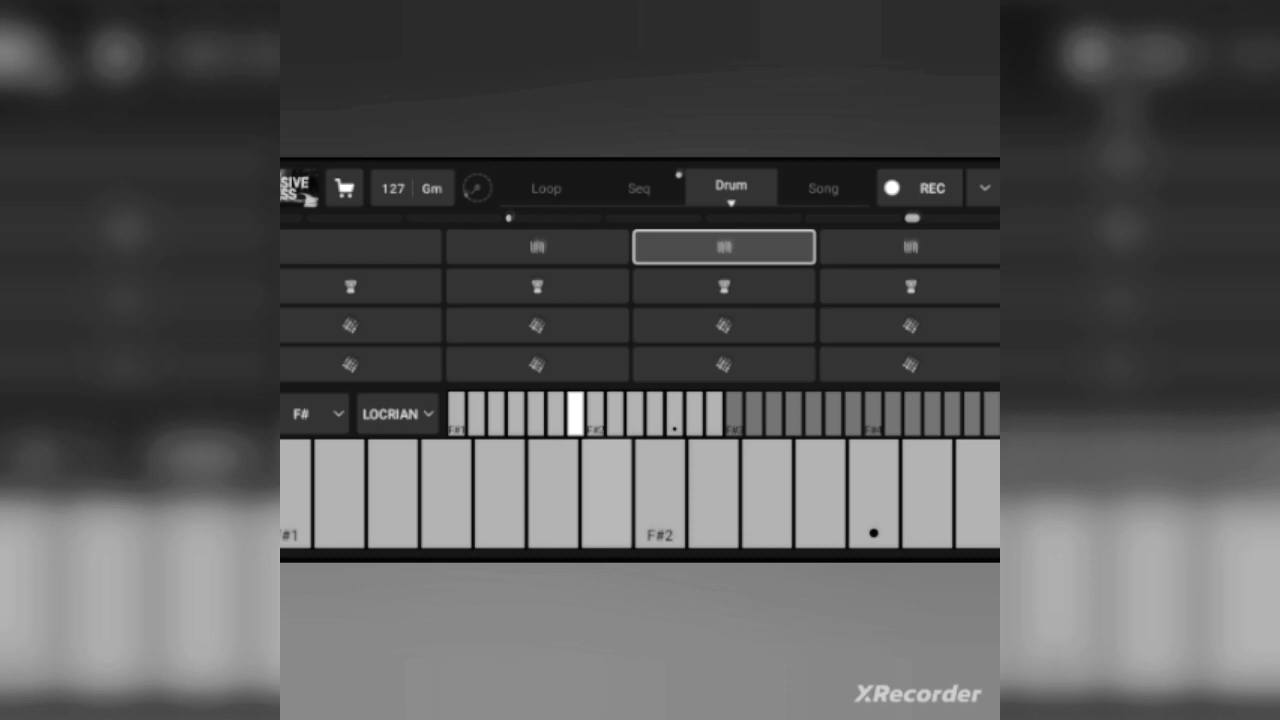 SIVE
SS
127 Gm Loop Seq Drum Song REC
F# LOCRIAN F#1 F#2 F#3 F#4
#1 F#2
XRecorder